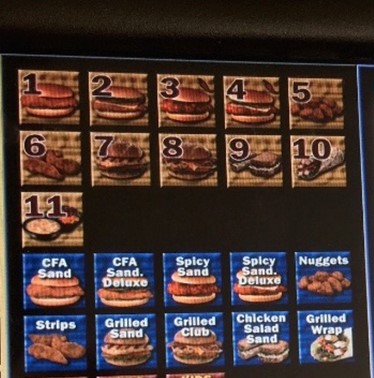 1 2 3 4 5
6 7 8 9 10
11
CFA Sand
CFA Sand. Deluxe
Spicy Sand
Spicy Sand. Deluxe
Nuggets
Strips
Grilled Sand
Grilled Club
Chicken Salad Sand
Grilled Wrap